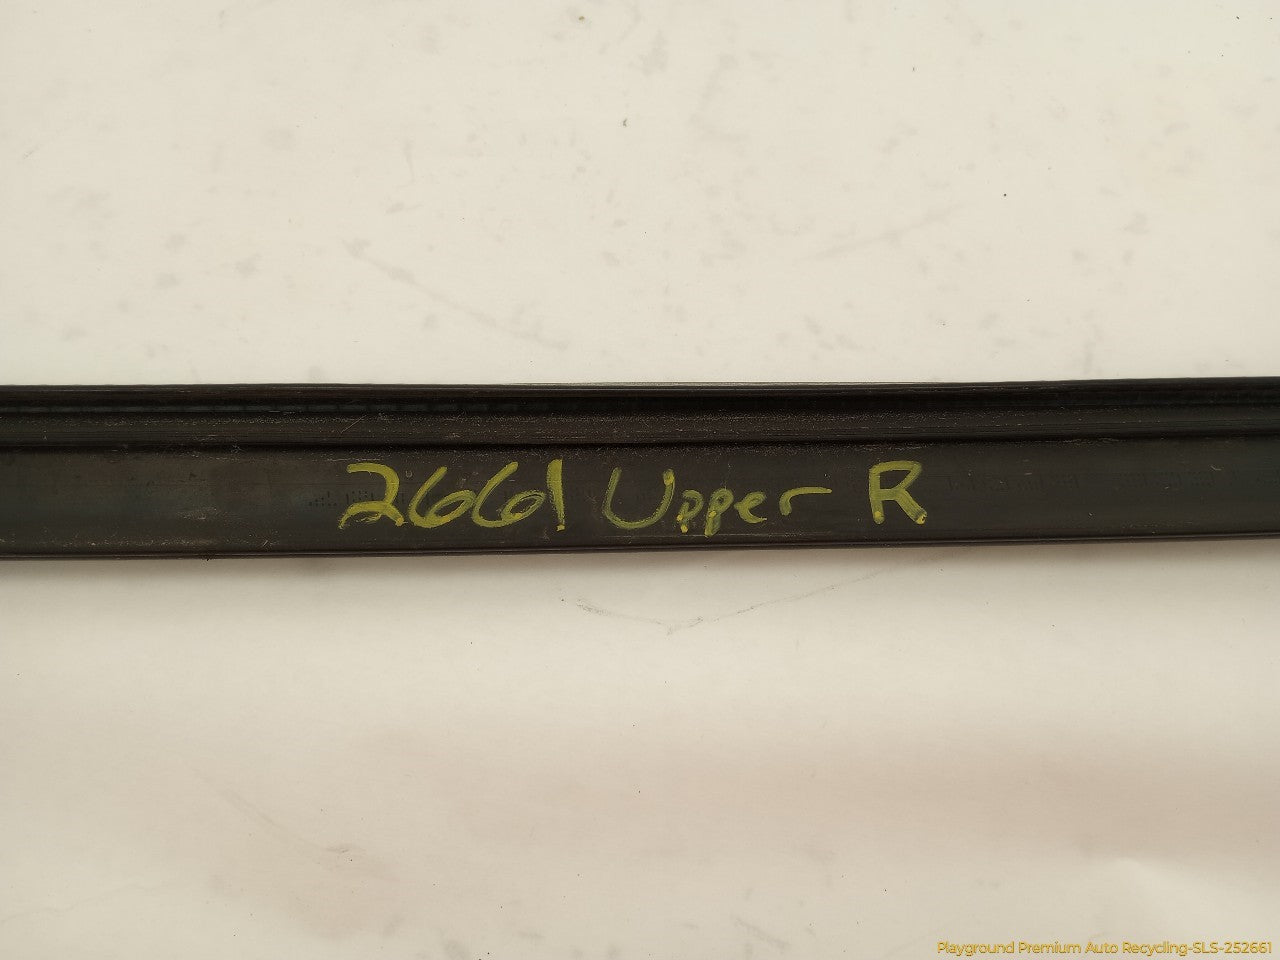 2661 Upper R
Playground Premium Auto Recycling-SLS-252661